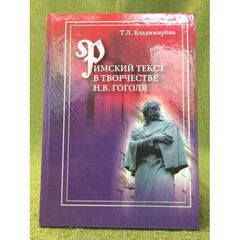 Т.Л. Владимирова
РИМСКИЙ ТЕКСТ
В ТВОРЧЕСТВЕ
Н.В. ГОГОЛЯ